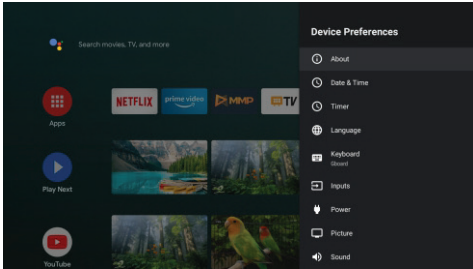 Device Preferences
Search movies, TV, and more
About
Date & Time
NETFLIX
prime video
MMP
TV
Timer
Apps
Language
Keyboard
Gboard
Play Next
Inputs
Power
Picture
YouTube
Sound